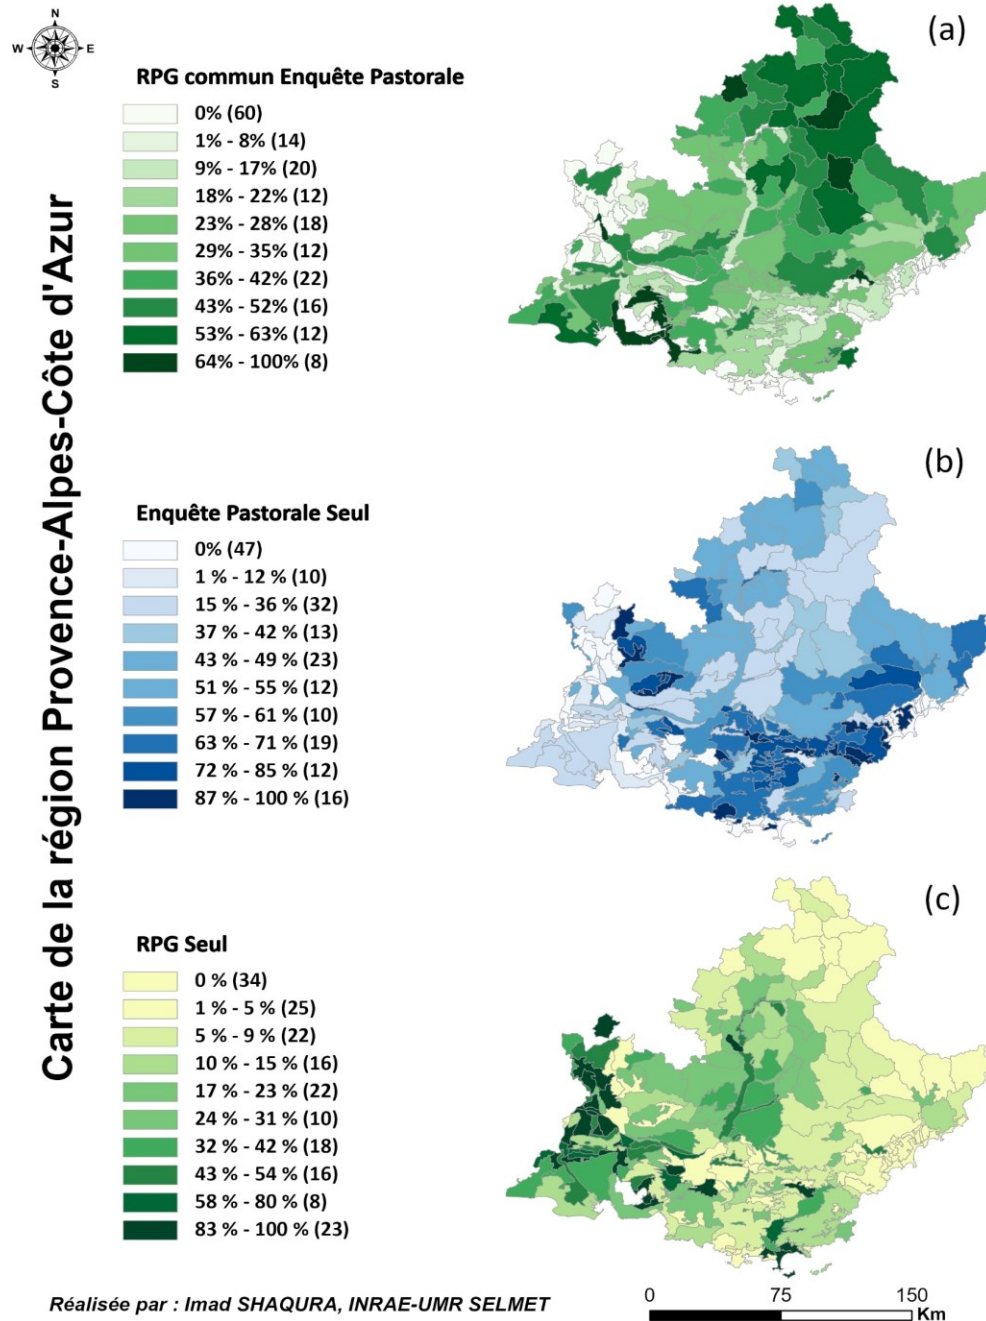 N
W E
S
Carte de la région Provence-Alpes-Côte d'Azur
(a)
RPG commun Enquête Pastorale
0% (60)
1% - 8% (14)
9% - 17% (20)
18% - 22% (12)
23% - 28% (18)
29% - 35% (12)
36% - 42% (22)
43% - 52% (16)
53% - 63% (12)
64% - 100% (8)
(b)
Enquête Pastorale Seul
0% (47)
1 % - 12 % (10)
15 % - 36 % (32)
37 % - 42 % (13)
43 % - 49 % (23)
51 % - 55 % (12)
57 % - 61 % (10)
63 % - 71 % (19)
72 % - 85 % (12)
87 % - 100 % (16)
(c)
RPG Seul
0 % (34)
1 % - 5 % (25)
5 % - 9 % (22)
10 % - 15 % (16)
17 % - 23 % (22)
24 % - 31 % (10)
32 % - 42 % (18)
43 % - 54 % (16)
58 % - 80 % (8)
83 % - 100 % (23)
Réalisée par : Imad SHAQURA, INRAE-UMR SELMET
0 75 150
Km